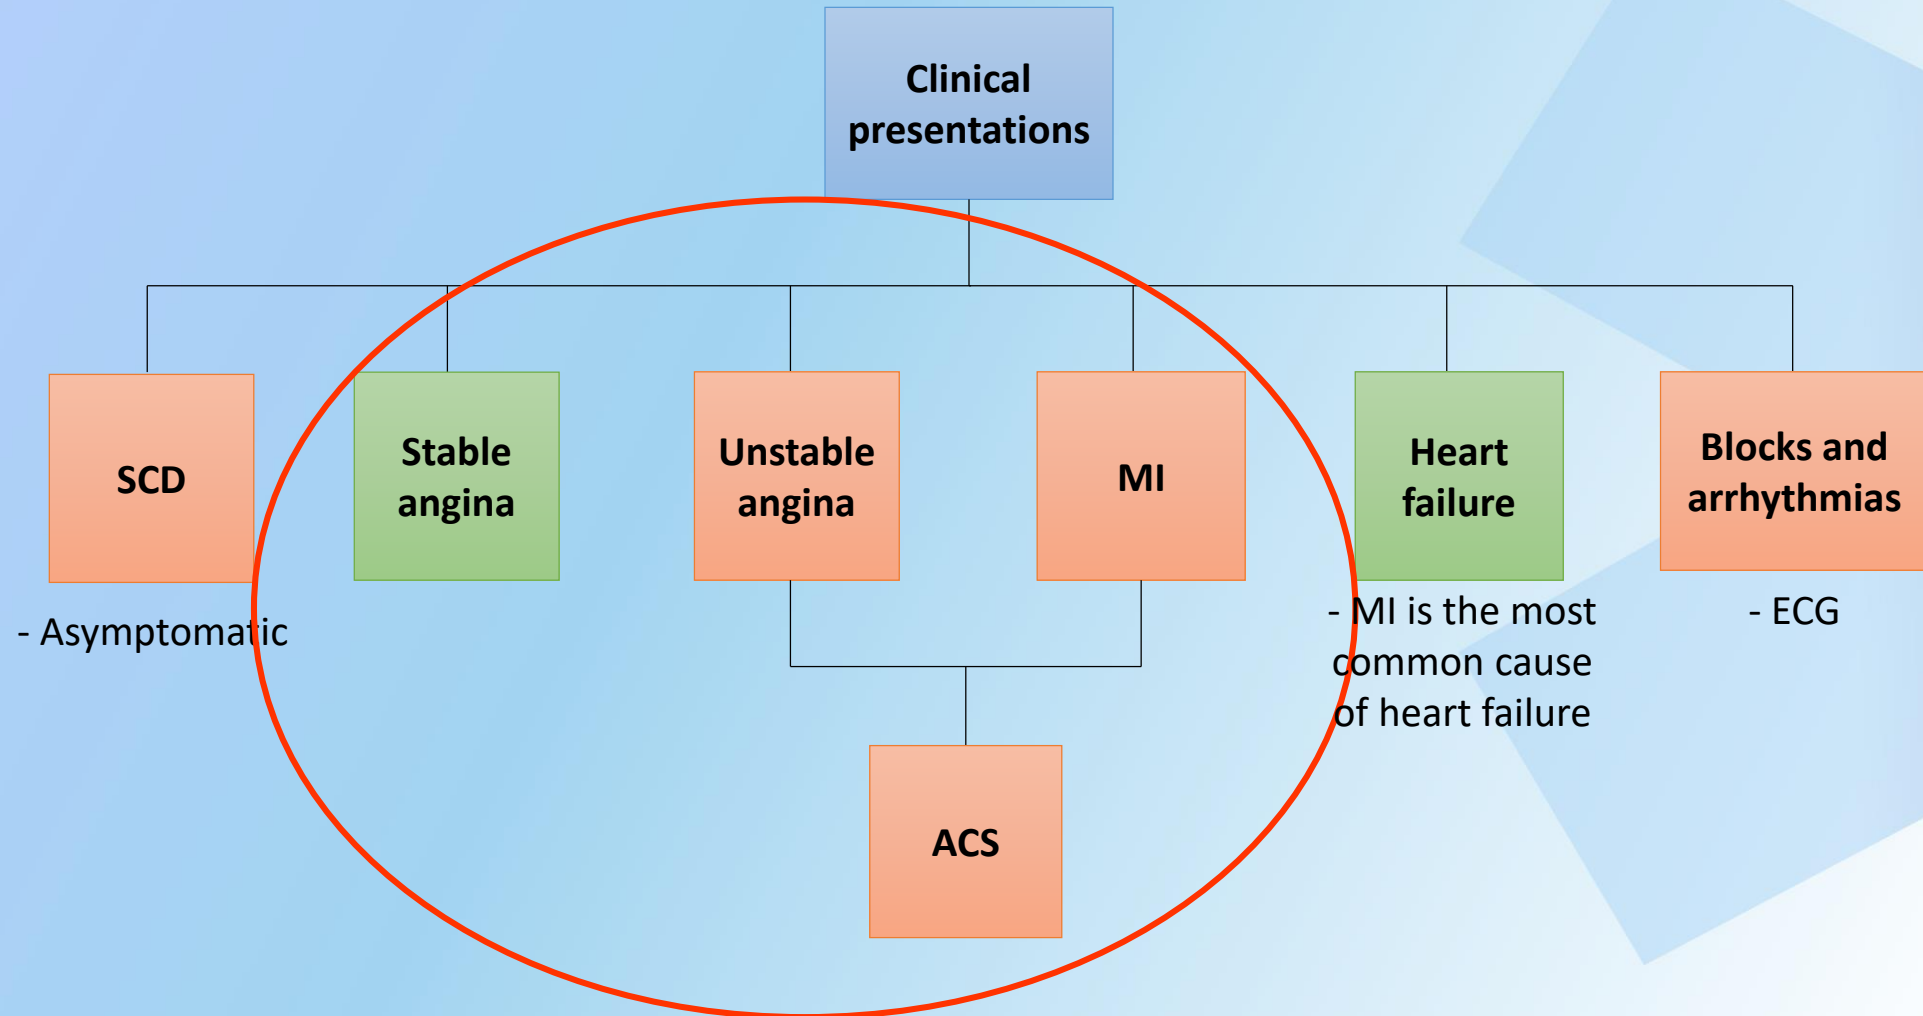 Clinical
presentations
SCD
- Asymptomatic
Stable
angina
Unstable
angina
MI
ACS
Heart
failure
- MI is the most
common cause
of heart failure
Blocks and
arrhythmias
- ECG